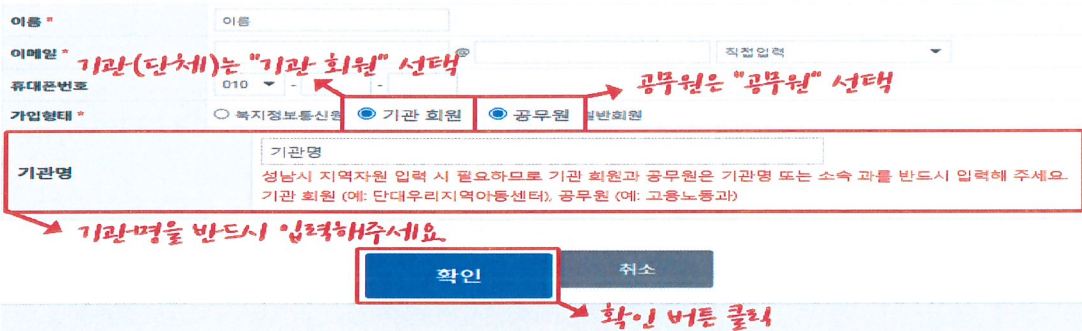 이름 * 이름
이메일 * @ 직접입력
기관(단체)는 "기관 회원" 선택
공무원은 "공무원" 선택
휴대폰번호 010 - -
가입형태 * 복지정보통신원 기관 회원 공무원 일반회원
기관명 기관명
성남시 지역자원 입력 시 필요하므로 기관 회원과 공무원은 기관명 또는 소속 과를 반드시 입력해 주세요.
기관 회원 (예: 단대우리지역아동센터), 공무원 (예: 고용노동과)
기관명을 반드시 입력해주세요
확인 취소
확인 버튼 클릭